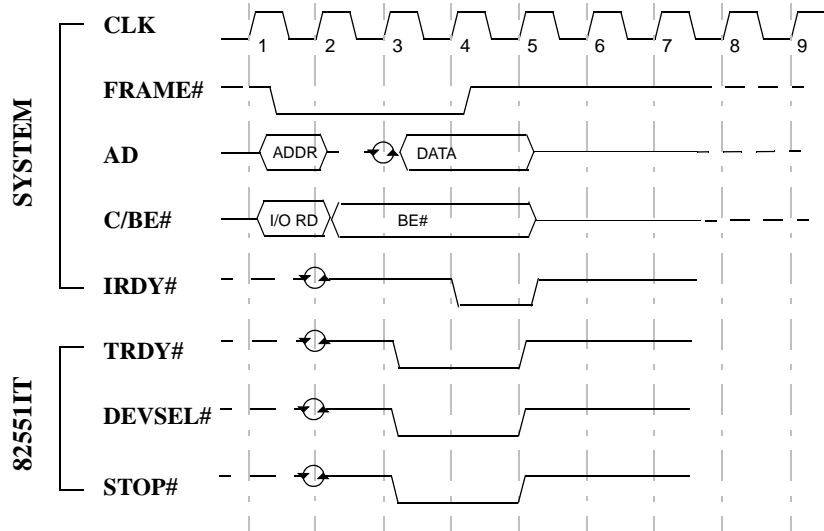 CLK
1 2 3 4 5 6 7 8 9
FRAME#
AD
ADDR DATA
C/BE#
I/O RD BE#
IRDY#
SYSTEM
TRDY#
DEVSEL#
STOP#
82551IT